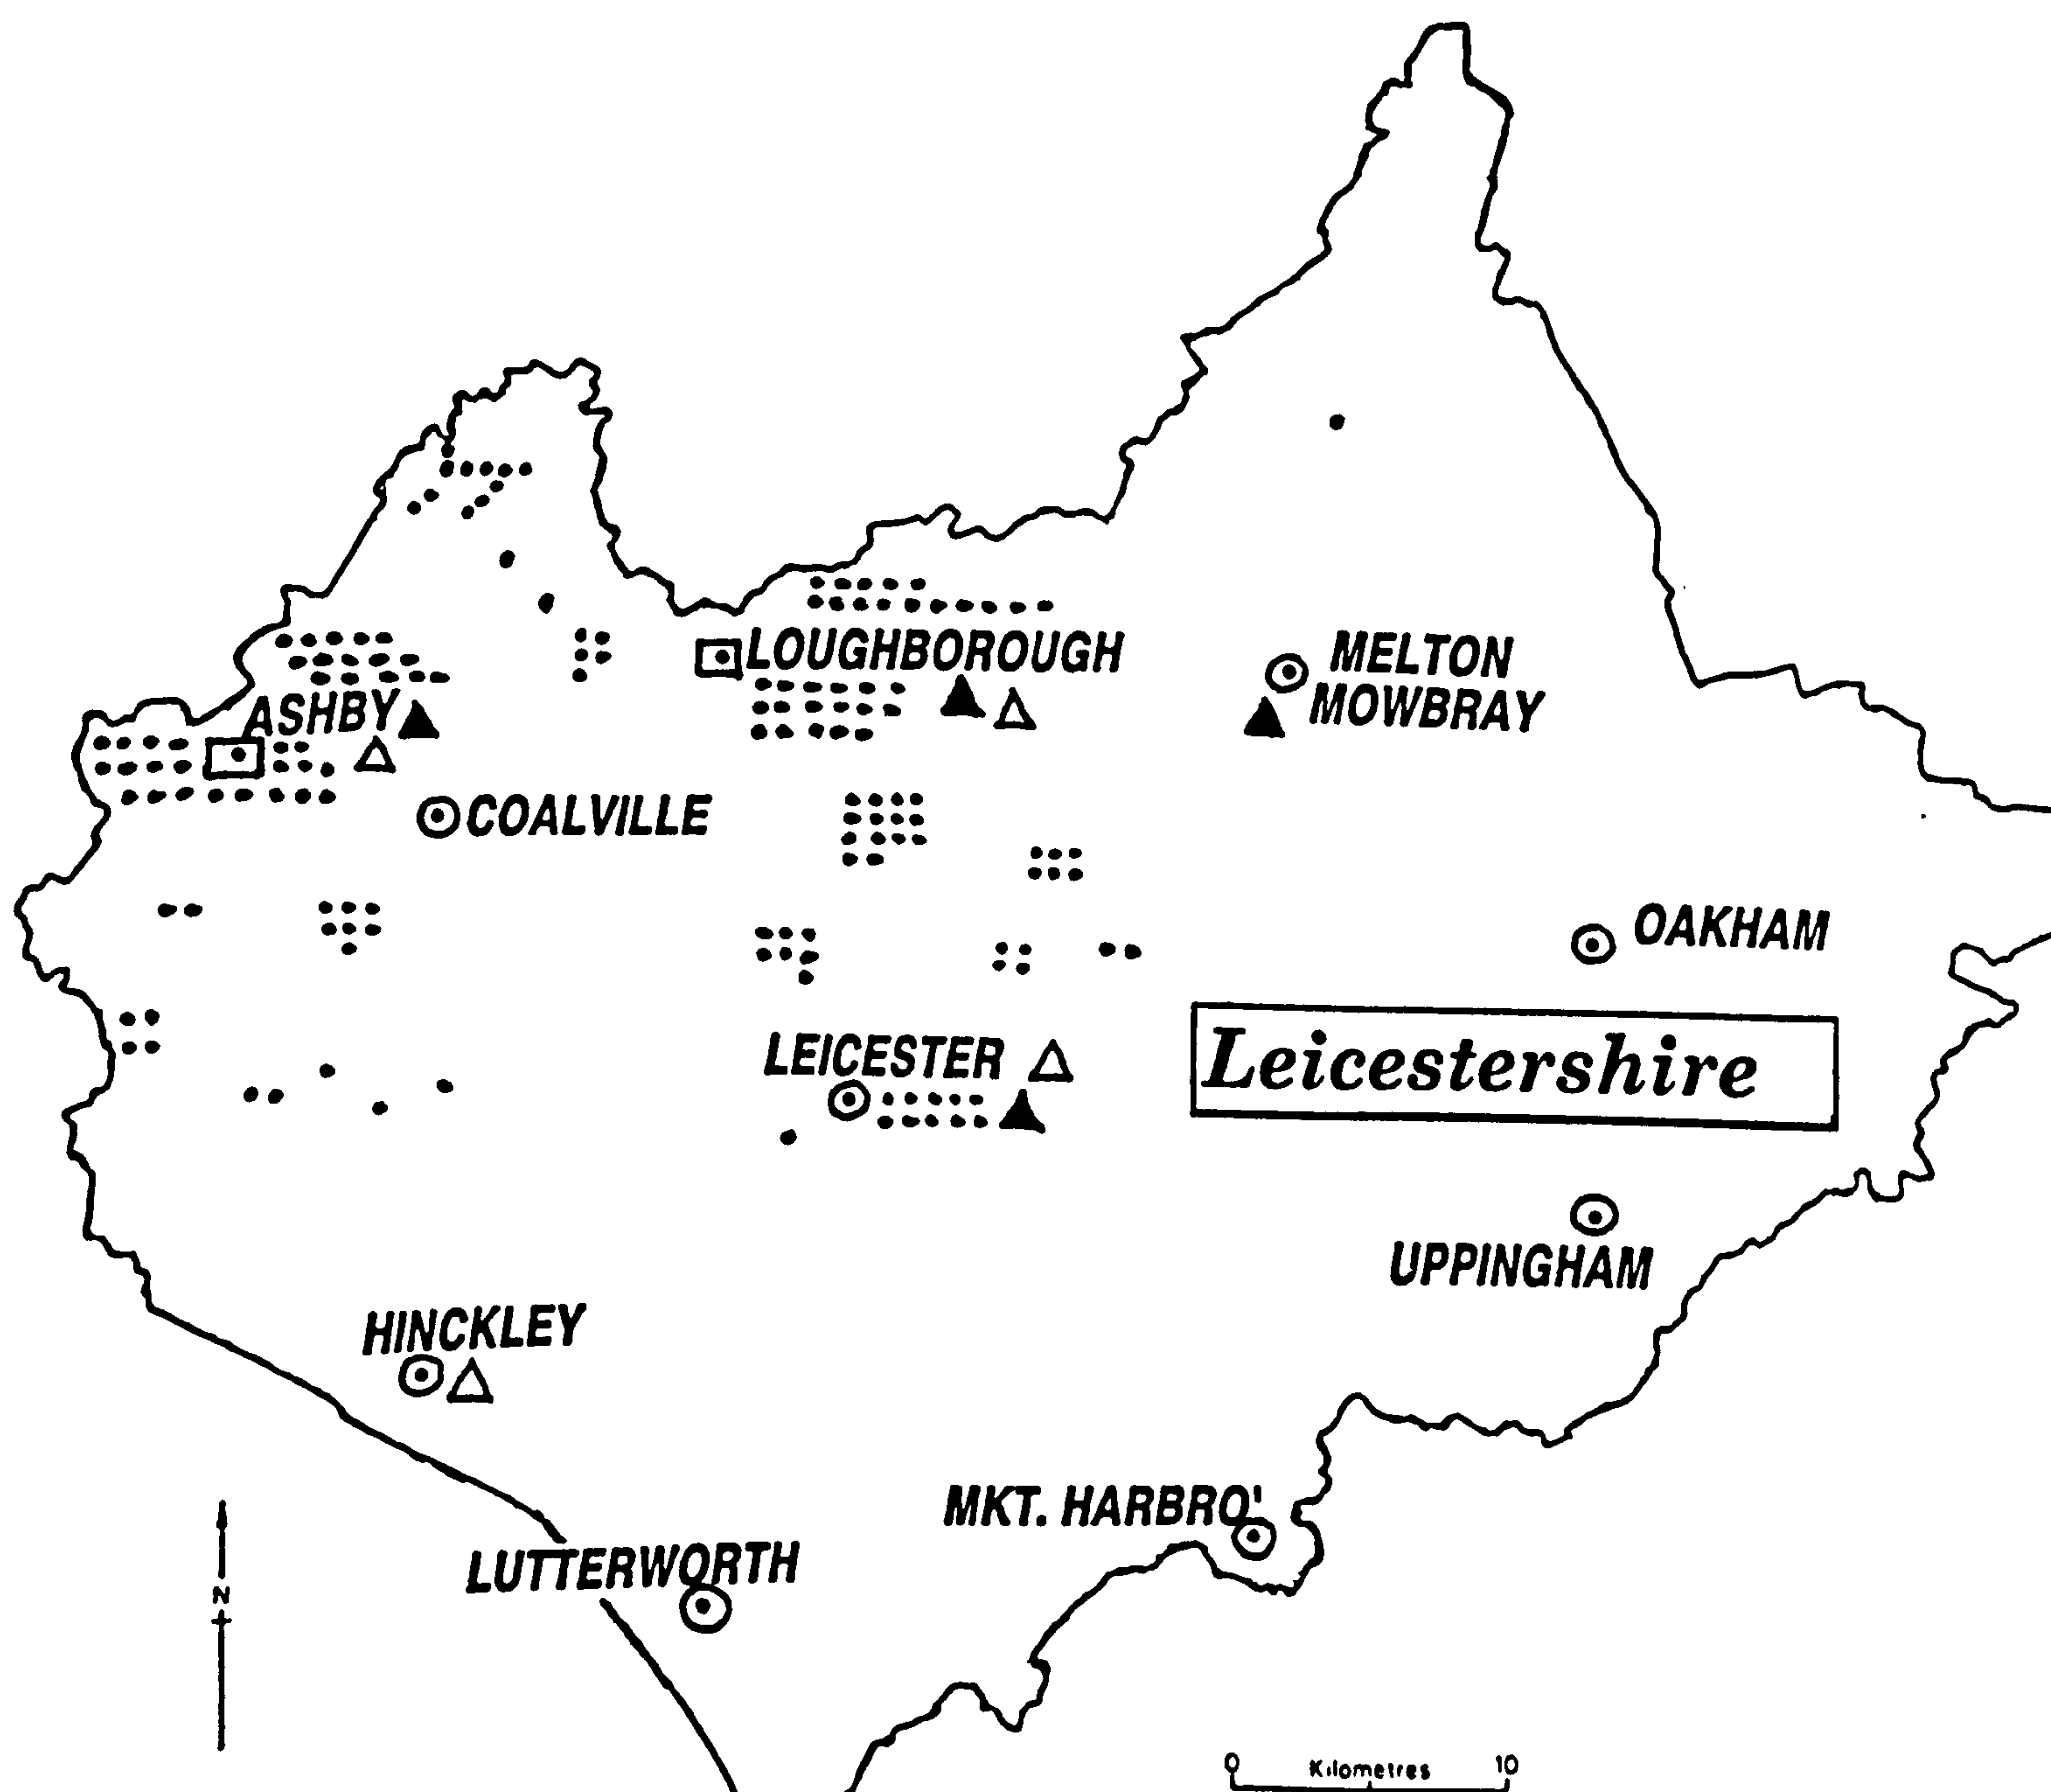 LOUGHBOROUGH
MELTON
MOWBRAY
ASHBY
COALVILLE
OAKHAM
LEICESTER
Leicestershire
UPPINGHAM
HINCKLEY
MKT. HARBRO'
LUTTERWORTH
N
0 Kilometres 10